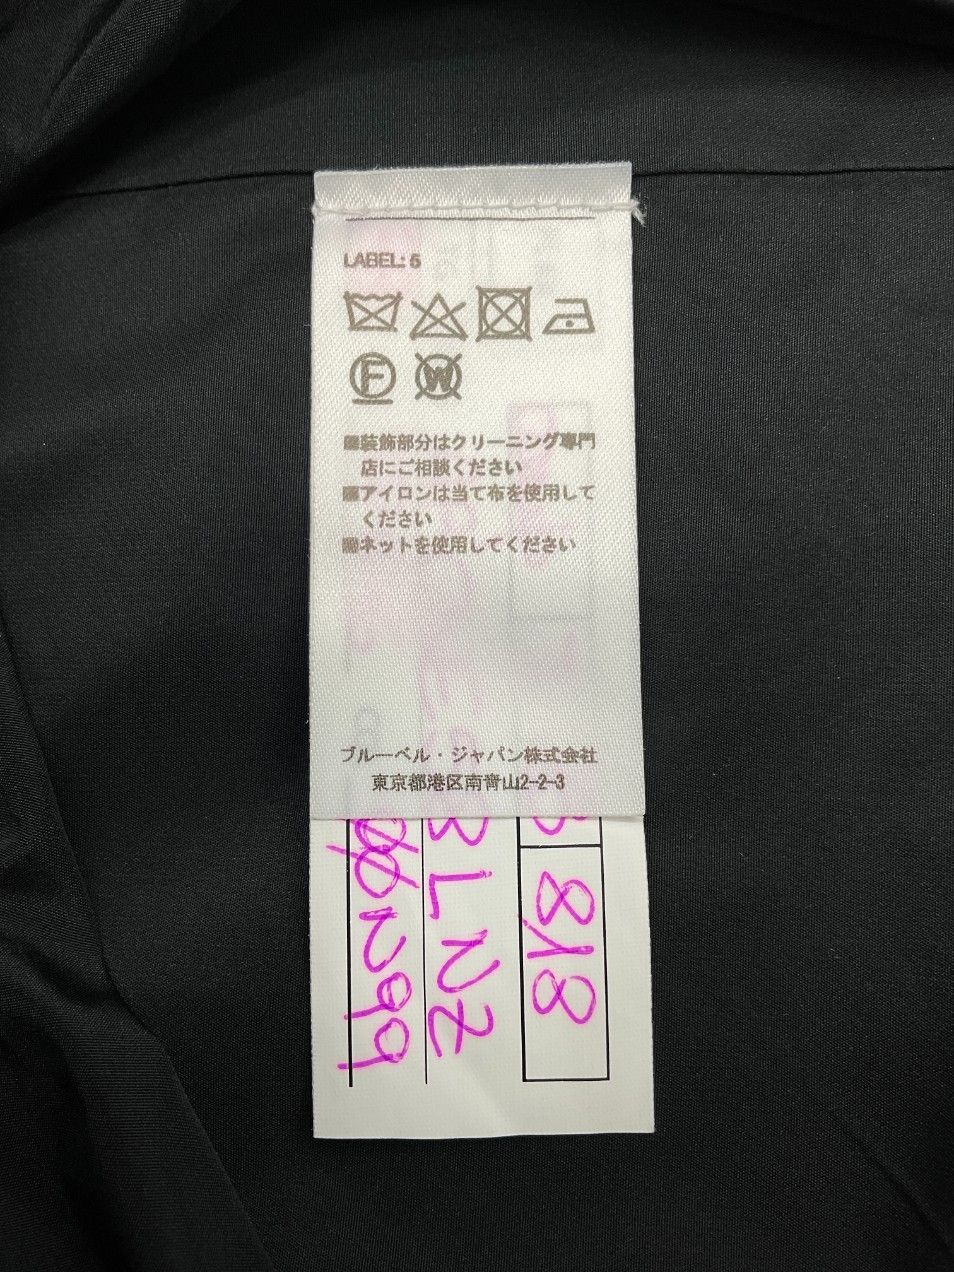 LABEL: 5
F W
■装飾部分はクリーニング専門
店にご相談ください
■アイロンは当て布を使用して
ください
■ネットを使用してください
ブルーベル・ジャパン株式会社
東京都港区南青山2-2-3
818